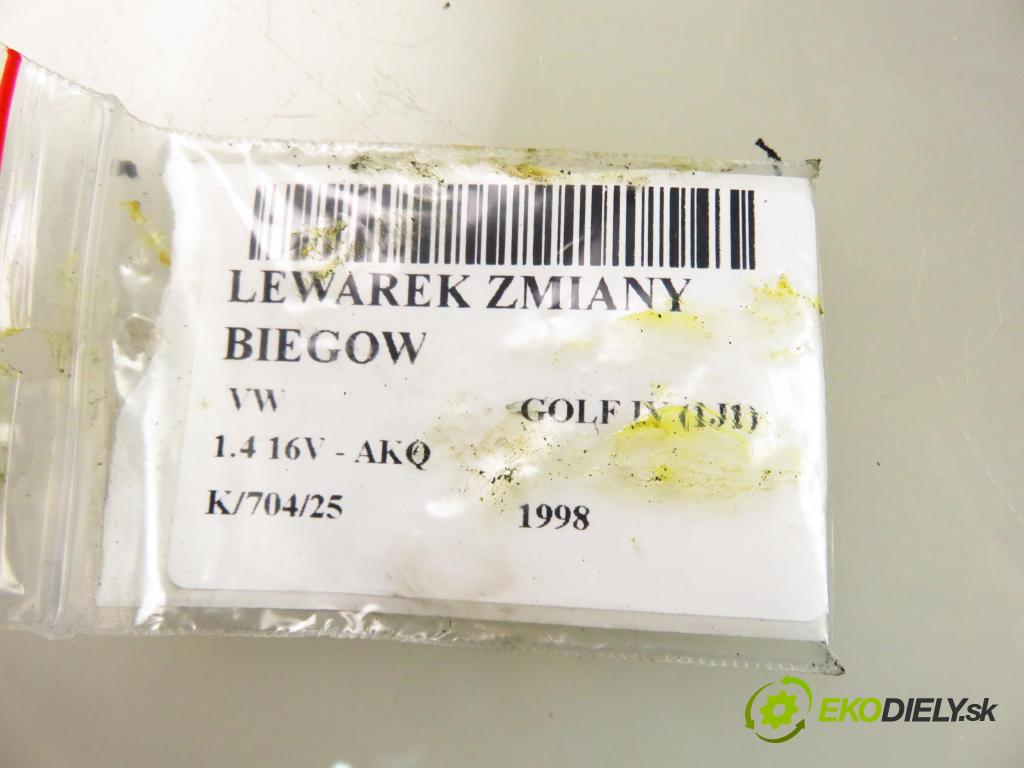 LEWAREK ZMIANY
BIEGOW
VW GOLF IV (1J1)
1.4 16V - AKQ
K/704/25 1998
EKODIELY.sk